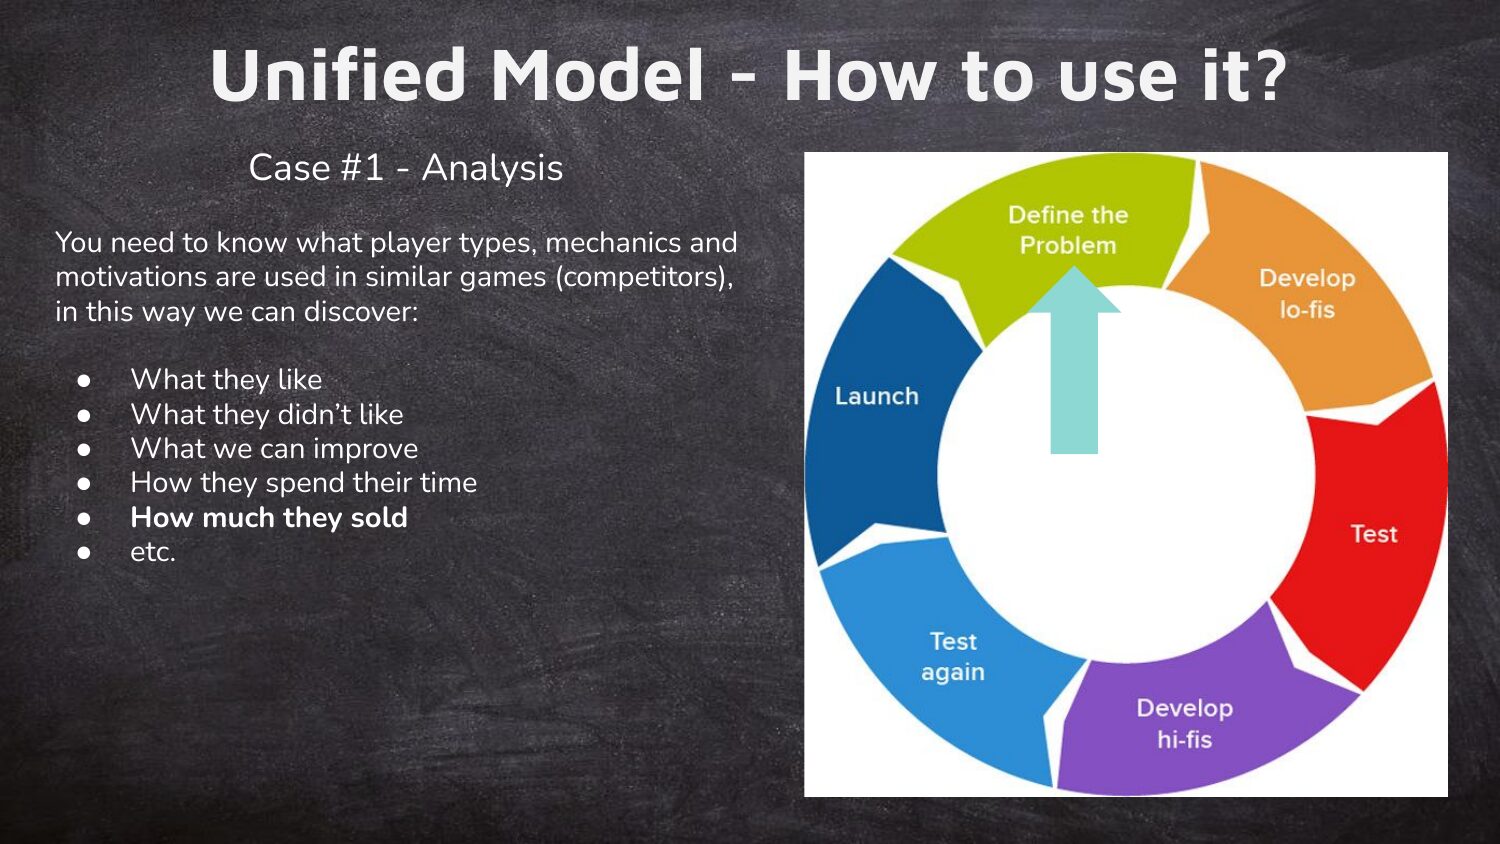 Unified Model - How to use it?
Case #1 - Analysis
You need to know what player types, mechanics and
motivations are used in similar games (competitors),
in this way we can discover:
● What they like
● What they didn't like
● What we can improve
● How they spend their time
● How much they sold
● etc.
Define the
Problem
Develop
lo-fis
Test
Develop
hi-fis
Test
again
Launch